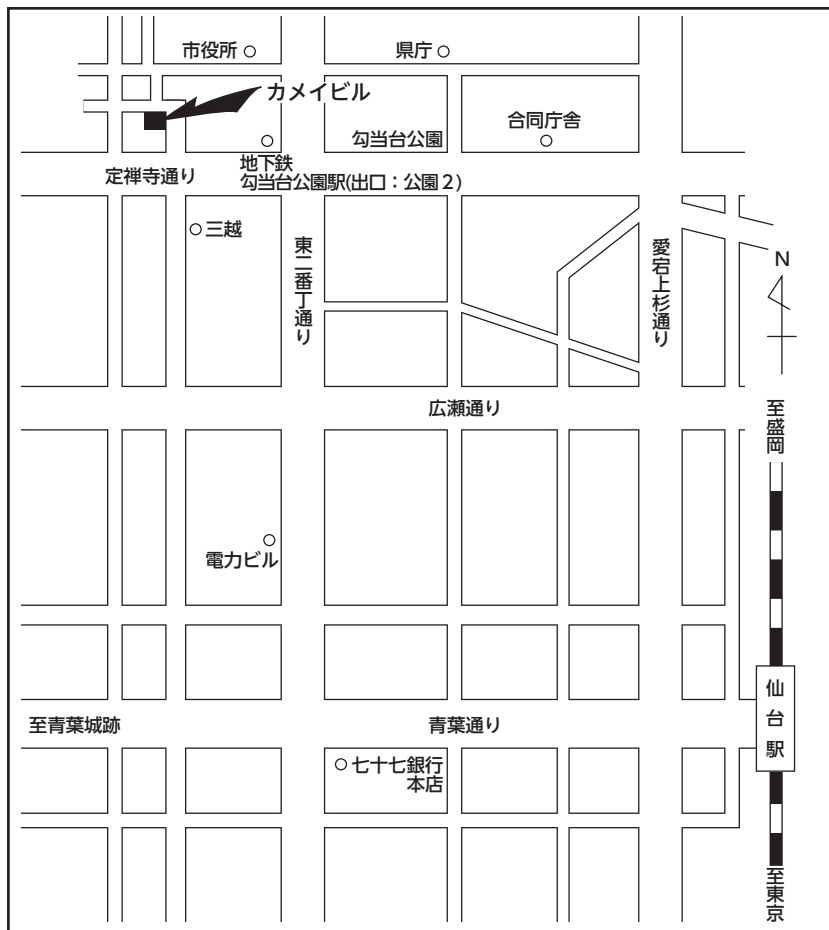 市役所
県庁
カメイビル
勾当台公園
合同庁舎
地下鉄
勾当台公園駅(出口：公園2)
定禅寺通り
三越
東二番丁通り
愛宕上杉通り
N
広瀬通り
至盛岡
電力ビル
仙台駅
至青葉城跡
青葉通り
七十七銀行
本店
至東京